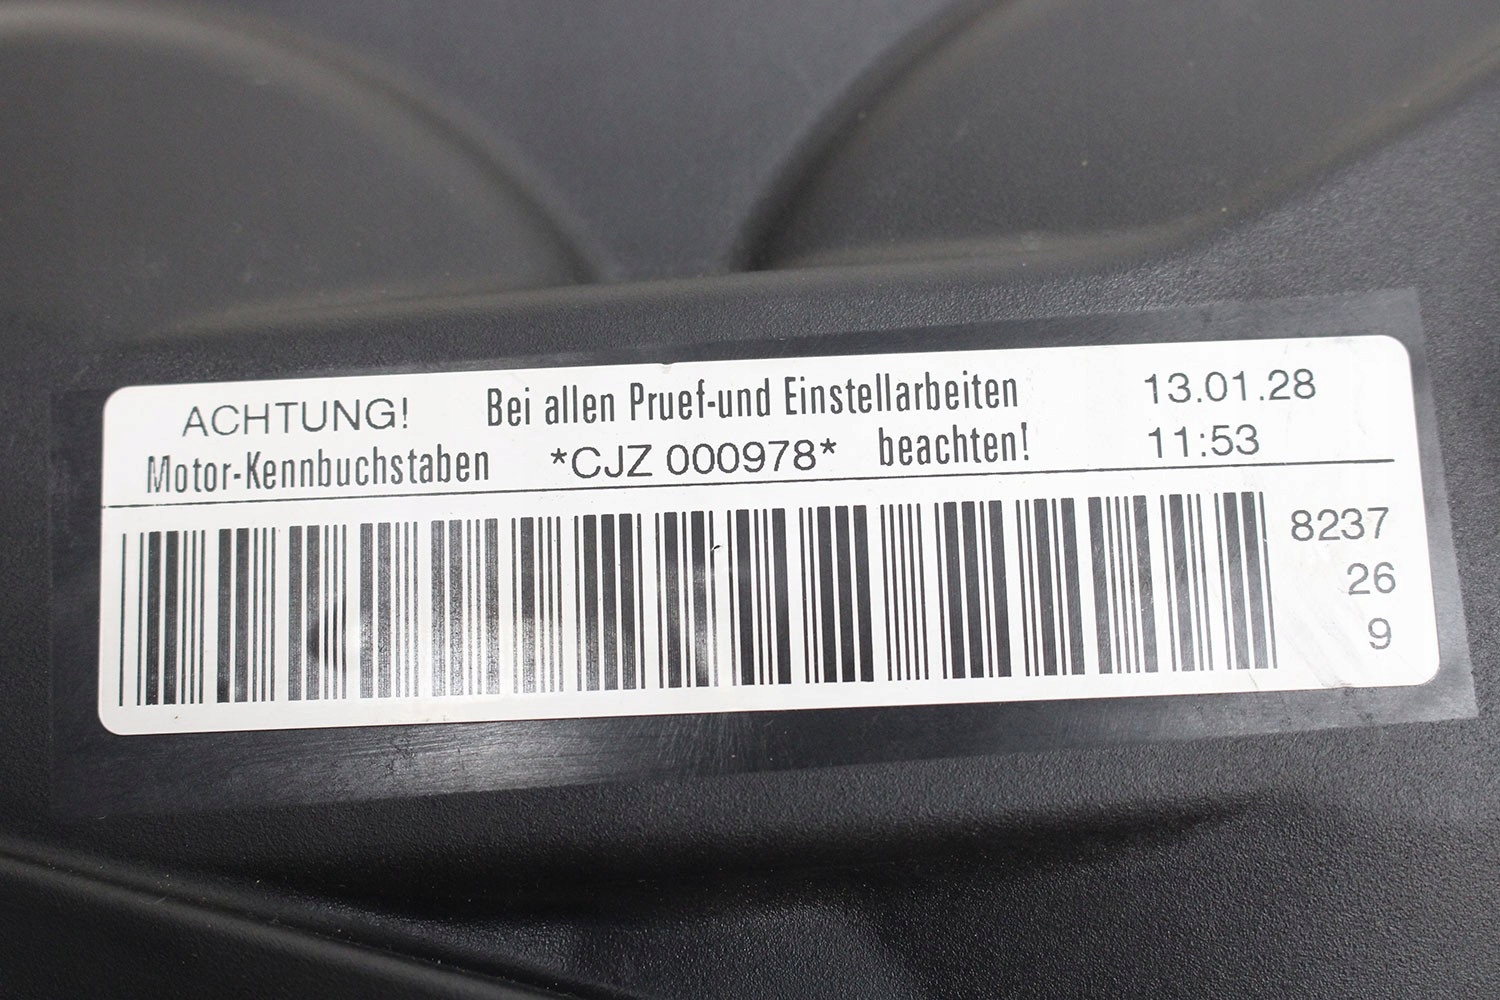 ACHTUNG! Bei allen Pruef-und Einstellarbeiten 13.01.28
Motor-Kennbuchstaben *CJZ 000978* beachten! 11:53
8237
26
9